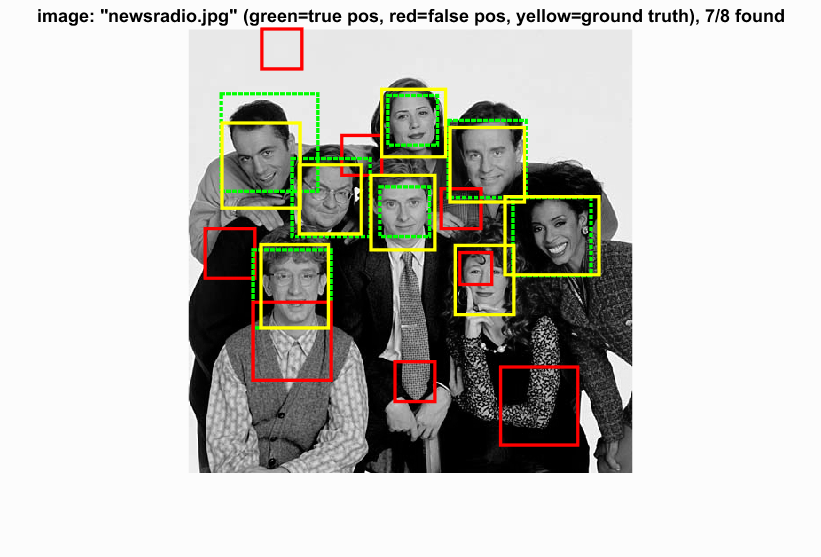 image: "newsradio.jpg" (green=true pos, red=false pos, yellow=ground truth), 7/8 found